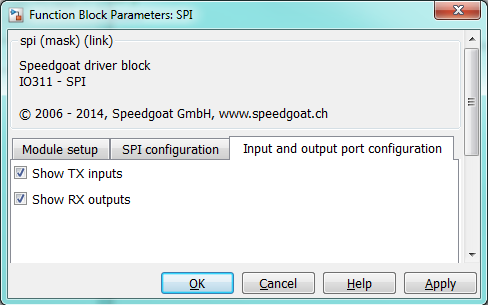 Function Block Parameters: SPI
spi (mask) (link)
Speedgoat driver block
IO311 - SPI
© 2006 - 2014, Speedgoat GmbH, www.speedgoat.ch
Module setup SPI configuration Input and output port configuration
Show TX inputs
Show RX outputs
OK Cancel Help Apply